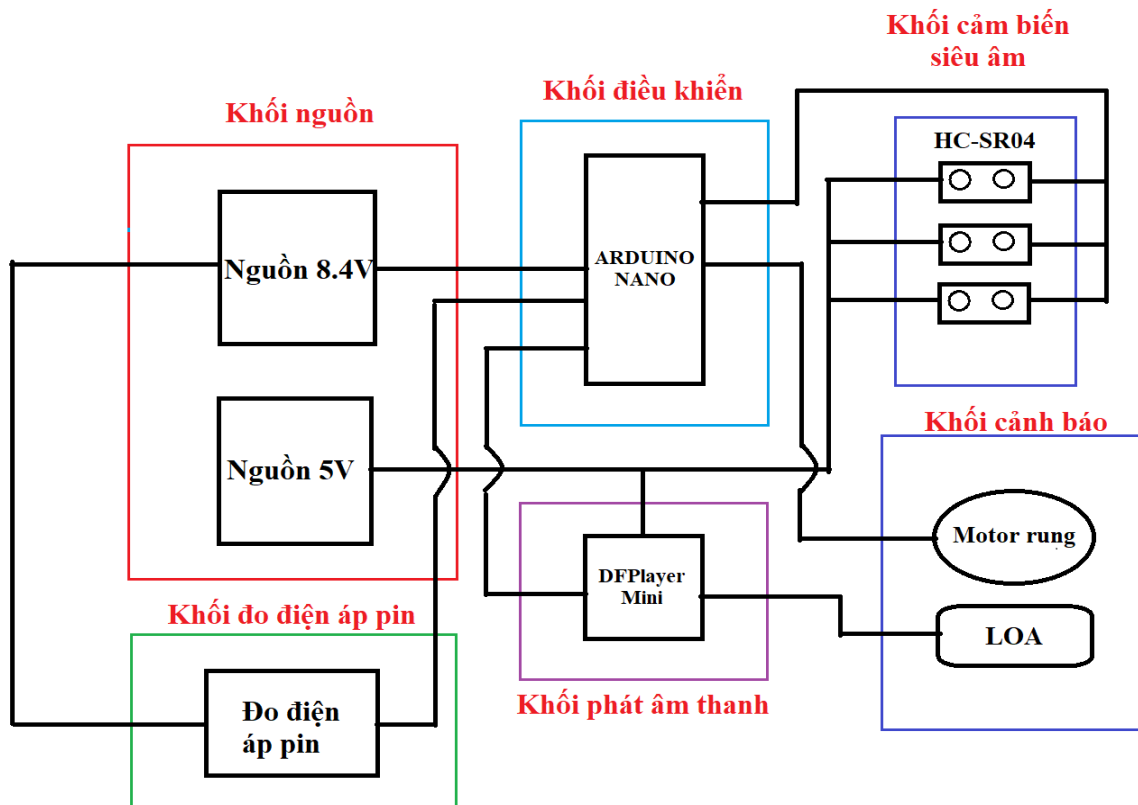 Khối cảm biến
siêu âm
Khối điều khiển
Khối nguồn
HC-SR04
Nguồn 8.4V
ARDUINO
NANO
Khối cảnh báo
Nguồn 5V
Motor rung
DFPlayer
Mini
Khối đo điện áp pin
LOA
Khối phát âm thanh
Đo điện
áp pin